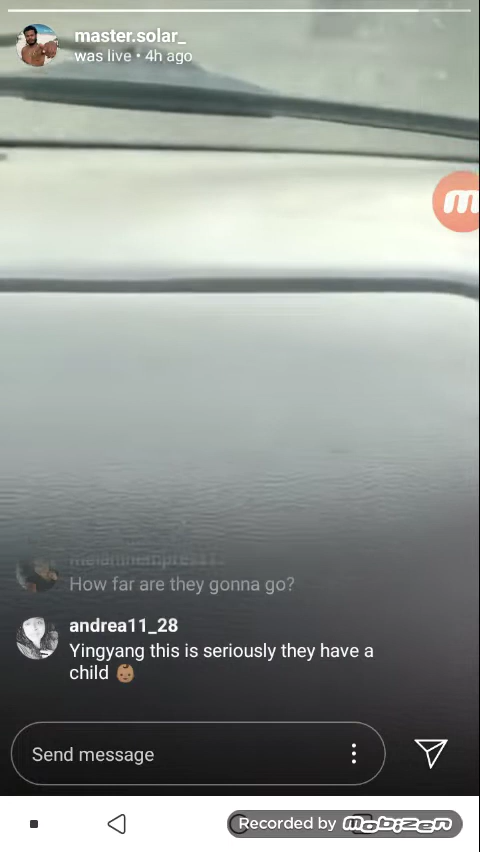 master.solar_
was live • 4h ago
m
How far are they gonna go?
andrea11_28
Yingyang this is seriously they have a
child 👶🏽
Send message
Recorded by mobizen